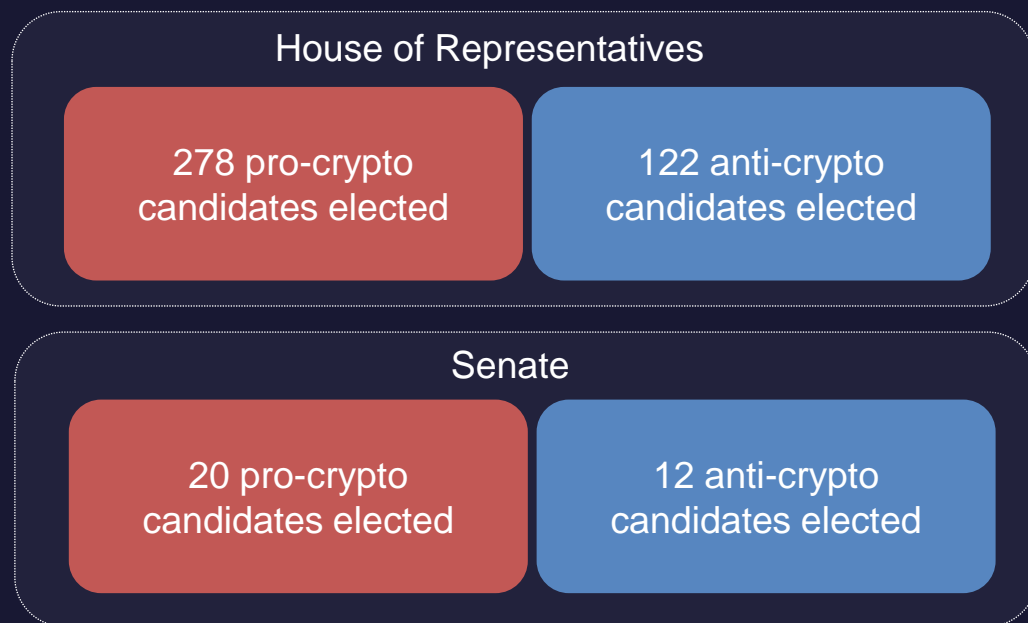 House of Representatives
278 pro-crypto
candidates elected
122 anti-crypto
candidates elected
Senate
20 pro-crypto
candidates elected
12 anti-crypto
candidates elected